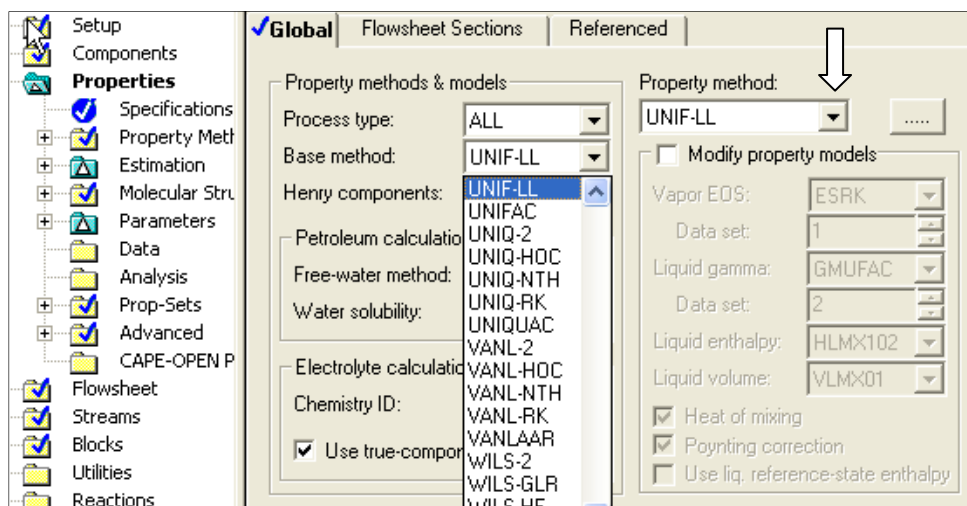 Setup
Components
Properties
Specifications
Property Meth
Estimation
Molecular Stru
Parameters
Data
Analysis
Prop-Sets
Advanced
CAPE-OPEN P
Flowsheet
Streams
Blocks
Utilities
Reactions
Global
Flowsheet Sections
Referenced
Property methods & models
Process type: ALL
Base method: UNIF-LL
Henry components:
Petroleum calculatio
Free-water method:
Water solubility:
Electrolyte calculatio
Chemistry ID:
Use true-compor
UNIF-LL
UNIFAC
UNIQ-2
UNIQ-HOC
UNIQ-NTH
UNIQ-RK
UNIQUAC
VANL-2
VANL-HOC
VANL-NTH
VANL-RK
VANLAAR
WILS-2
WILS-GLR
WILS-HF
Property method:
UNIF-LL
.....
Modify property models
Vapor EOS: ESRK
Data set: 1
Liquid gamma: GMUFAC
Data set: 2
Liquid enthalpy: HLMX102
Liquid volume: VLMX01
Heat of mixing
Poynting correction
Use liq. reference-state enthalpy